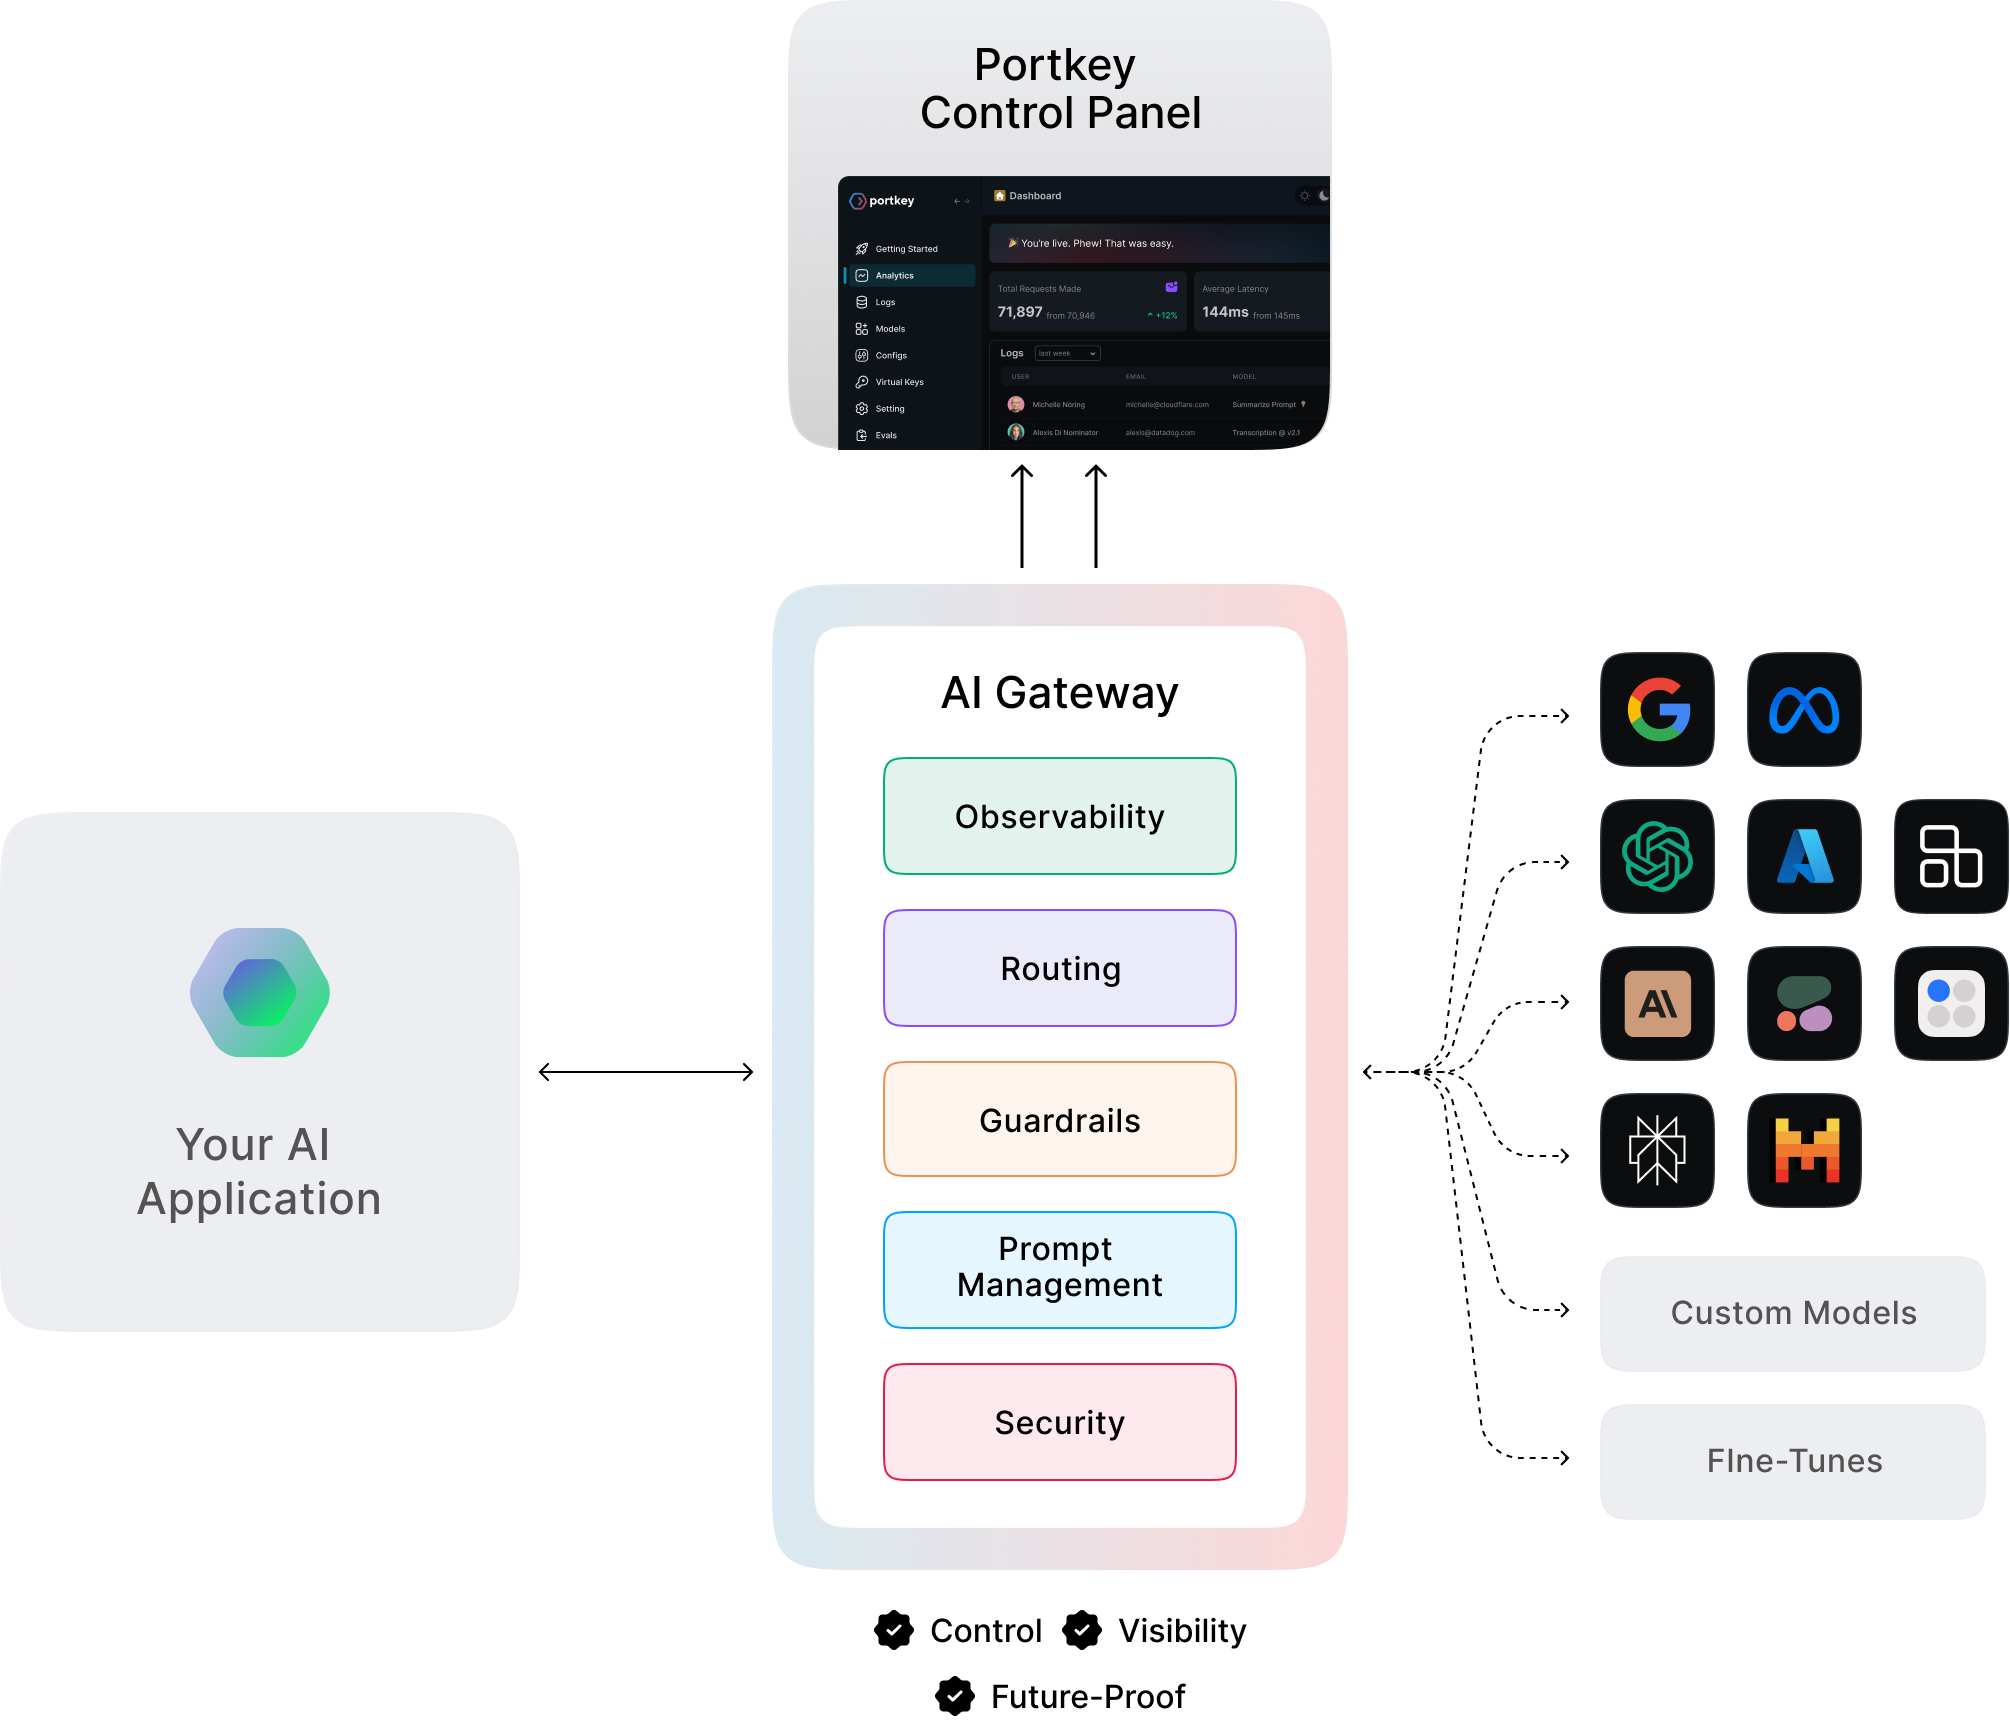 Portkey
Control Panel
portkey
Dashboard
Getting Started
You're live. Phew! That was easy.
Analytics
Total Requests Made
Average Latency
Logs
71,897 from 70,946
+12%
144ms from 145ms
Models
Logs
last week
Configs
USER
EMAIL
MODEL
Virtual Keys
Michelle Noring
michelle@cloudflare.com
Summarize Prompt
Setting
Alexis Di Nominator
alexis@datadog.com
Transcription @ v2.1
Evals
AI Gateway
Observability
Routing
Guardrails
Prompt
Management
Security
Your AI
Application
Custom Models
FIne-Tunes
Control
Visibility
Future-Proof